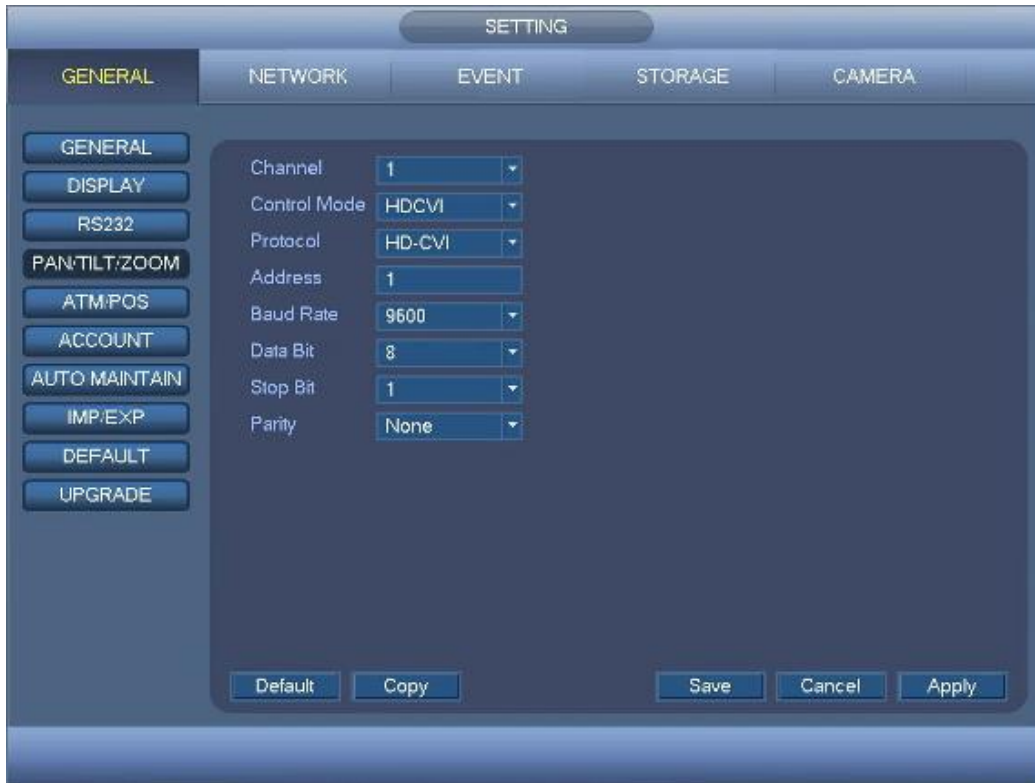 SETTING
GENERAL NETWORK EVENT STORAGE CAMERA
GENERAL
DISPLAY
RS232
PAN/TILT/ZOOM
ATM/POS
ACCOUNT
AUTO MAINTAIN
IMP/EXP
DEFAULT
UPGRADE
Channel 1
Control Mode HDCVI
Protocol HD-CVI
Address 1
Baud Rate 9600
Data Bit 8
Stop Bit 1
Parity None
Default Copy Save Cancel Apply